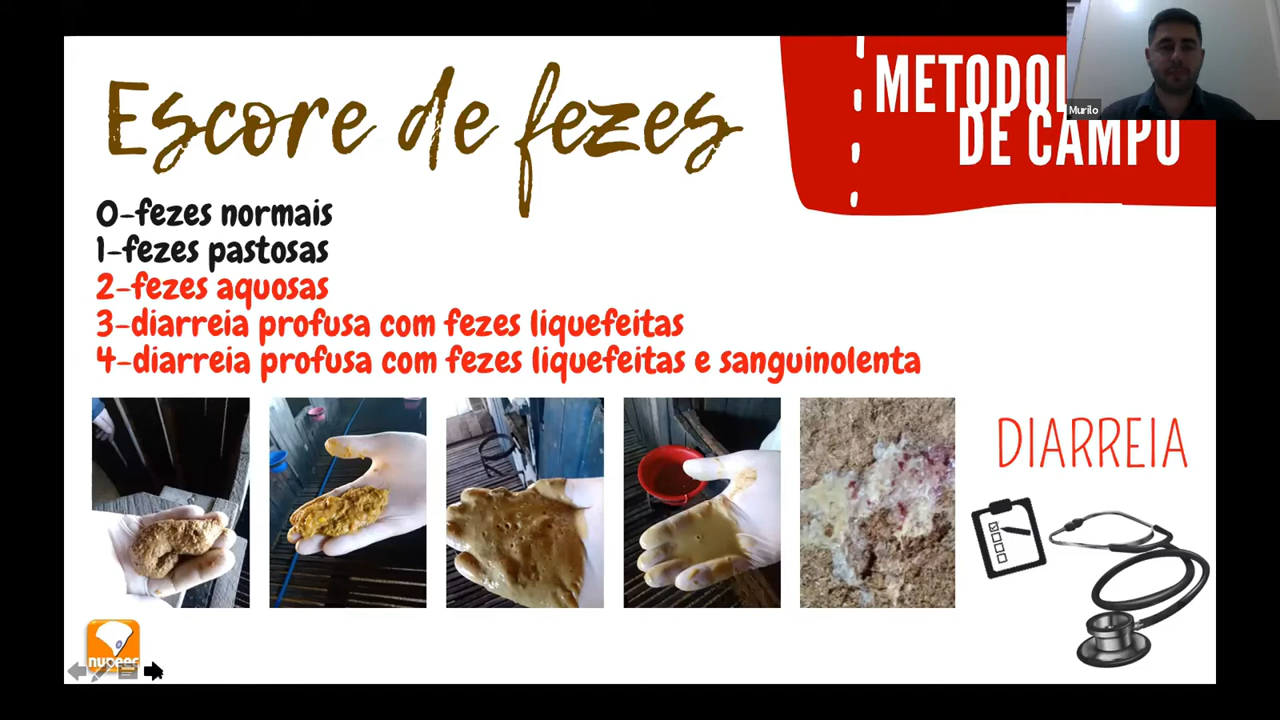 Escore de fezes
METODOL
DE CAMPO
Murilo
0-fezes normais
1-fezes pastosas
2-fezes aquosas
3-diarreia profusa com fezes liquefeitas
4-diarreia profusa com fezes liquefeitas e sanguinolenta
DIARREIA